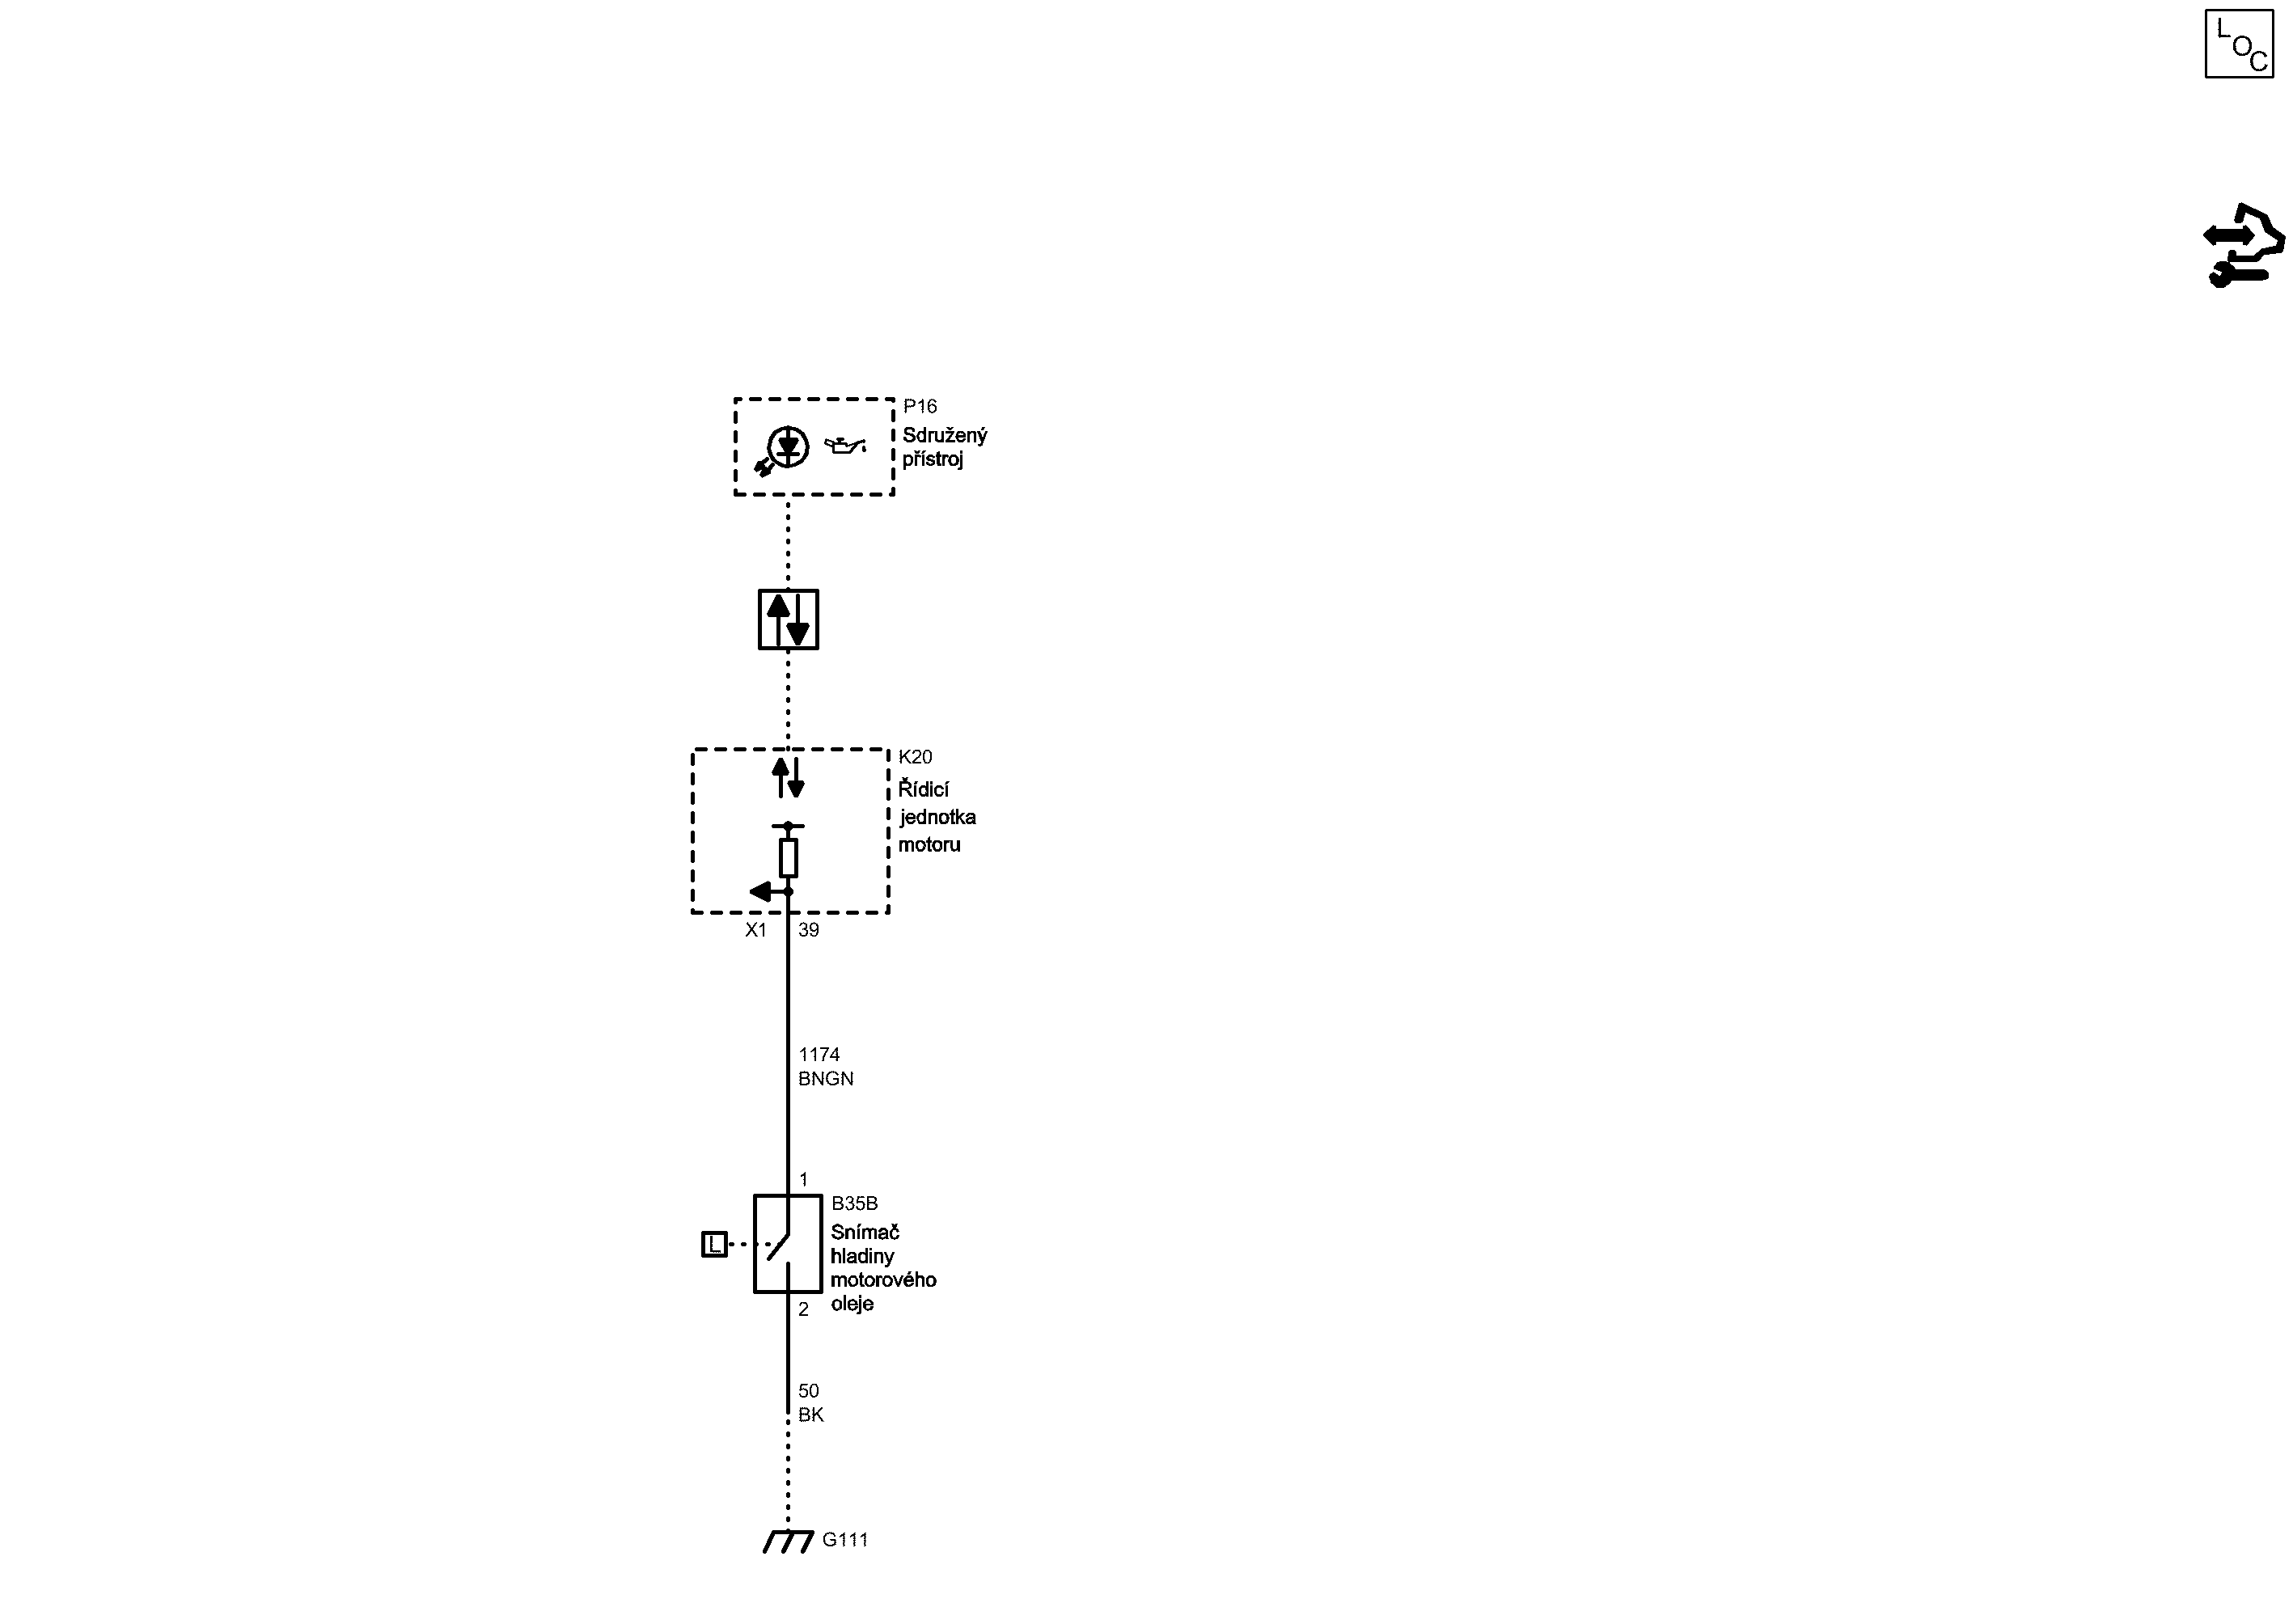 LOC
P16
Sdružený
přístroj
K20
Řídicí
jednotka
motoru
X1 39
1174
BNGN
1
B35B
Snímač
hladiny
motorového
oleje
L
2
50
BK
G111